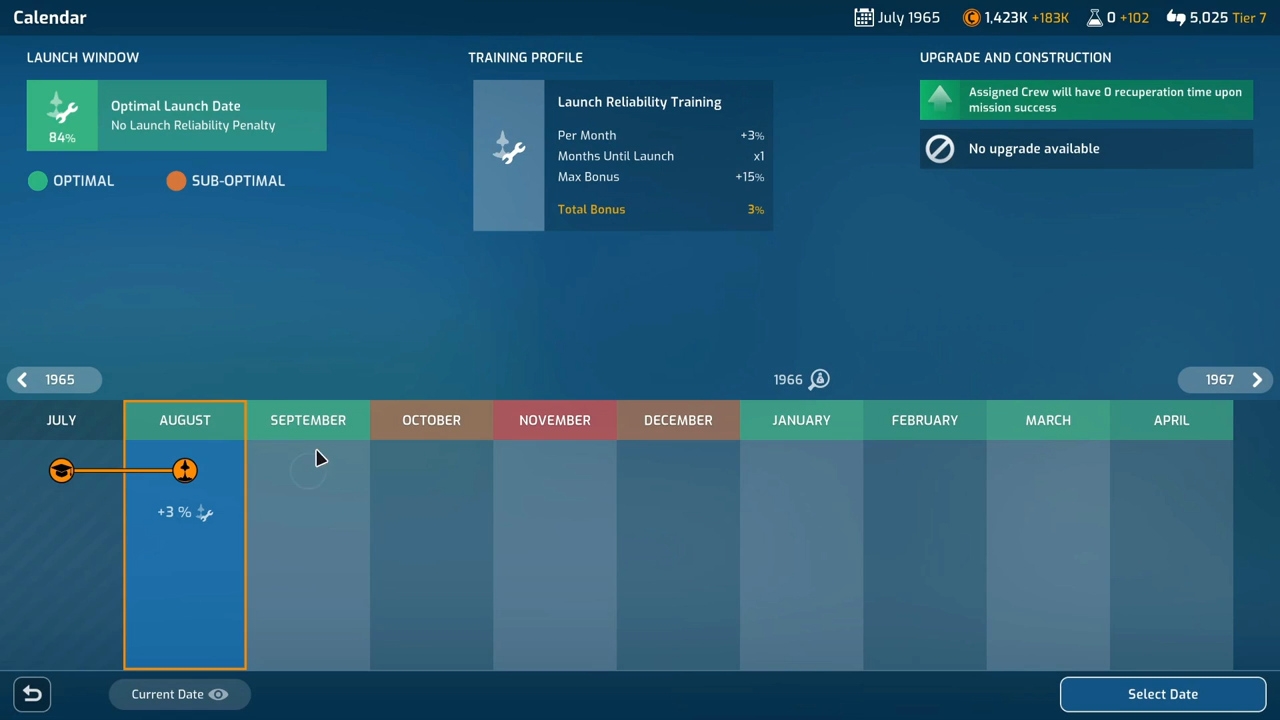 Calendar
July 1965
1,423K +183K
0 +102
5,025 Tier 7
LAUNCH WINDOW
84%
Optimal Launch Date
No Launch Reliability Penalty
OPTIMAL
SUB-OPTIMAL
TRAINING PROFILE
Launch Reliability Training
Per Month +3%
Months Until Launch x1
Max Bonus +15%
Total Bonus 3%
UPGRADE AND CONSTRUCTION
Assigned Crew will have 0 recuperation time upon
mission success
No upgrade available
1965
1966
1967
JULY
AUGUST
SEPTEMBER
OCTOBER
NOVEMBER
DECEMBER
JANUARY
FEBRUARY
MARCH
APRIL
+3 %
Current Date
Select Date